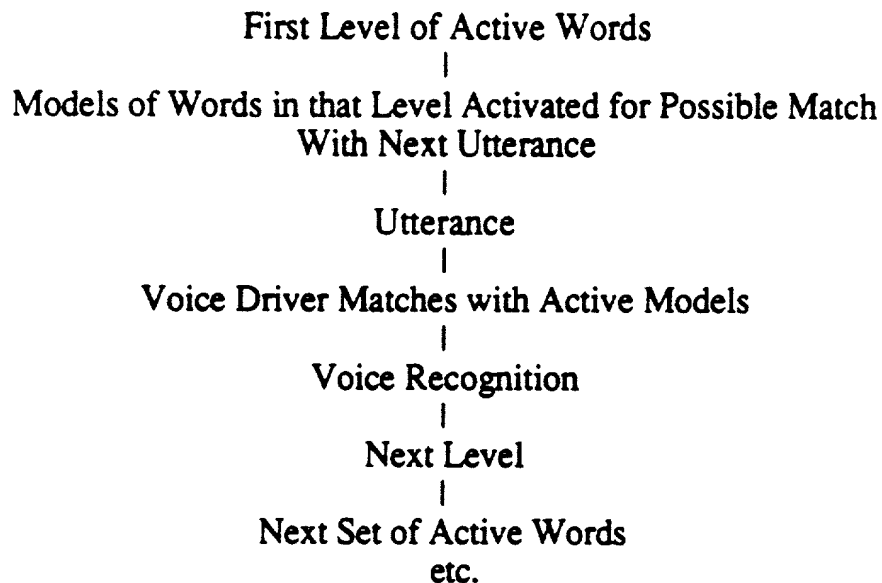 First Level of Active Words
Models of Words in that Level Activated for Possible Match
With Next Utterance
Utterance
Voice Driver Matches with Active Models
Voice Recognition
Next Level
Next Set of Active Words
etc.